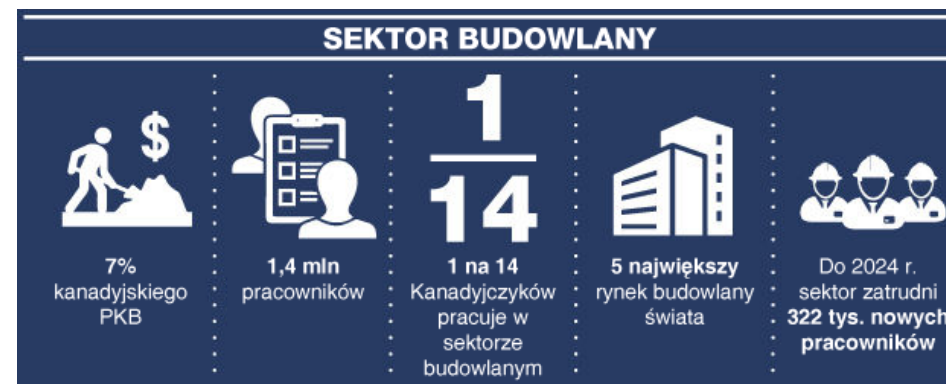 SEKTOR BUDOWLANY
$
7%
kanadyjskiego
PKB
1,4 mln
pracowników
1
14
1 na 14
Kanadyjczyków
pracuje w
sektorze
budowlanym
5 największy
rynek budowlany
świata
Do 2024 r.
sektor zatrudni
322 tys. nowych
pracowników